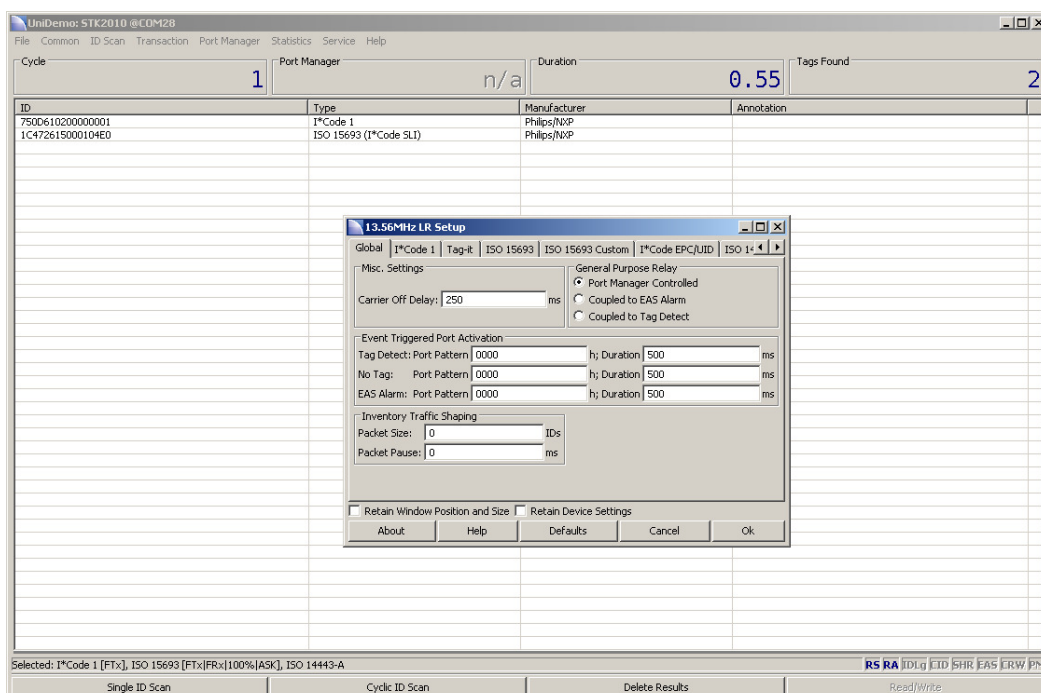 UniDemo: STK2010 @COM28
File Common ID Scan Transaction Port Manager Statistics Service Help
Cycle Port Manager Duration Tags Found
1 n/a 0.55 2
ID Type Manufacturer Annotation
750D610200000001 I*Code 1 Philips/NXP
1C472615000104E0 ISO 15693 (I*Code SLI) Philips/NXP
13.56MHz LR Setup
Global I*Code 1 Tag-it ISO 15693 ISO 15693 Custom I*Code EPC/UID ISO 14
Misc. Settings General Purpose Relay
Port Manager Controlled
Carrier Off Delay: 250 ms Coupled to EAS Alarm
Coupled to Tag Detect
Event Triggered Port Activation
Tag Detect: Port Pattern 0000 h; Duration 500 ms
No Tag: Port Pattern 0000 h; Duration 500 ms
EAS Alarm: Port Pattern 0000 h; Duration 500 ms
Inventory Traffic Shaping
Packet Size: 0 IDs
Packet Pause: 0 ms
Retain Window Position and Size Retain Device Settings
About Help Defaults Cancel Ok
Selected: I*Code 1 [FTx], ISO 15693 [FTx|FRx|100%|ASK], ISO 14443-A RS RA IDLg CID SHR EAS CRW PM
Single ID Scan Cyclic ID Scan Delete Results Read/Write